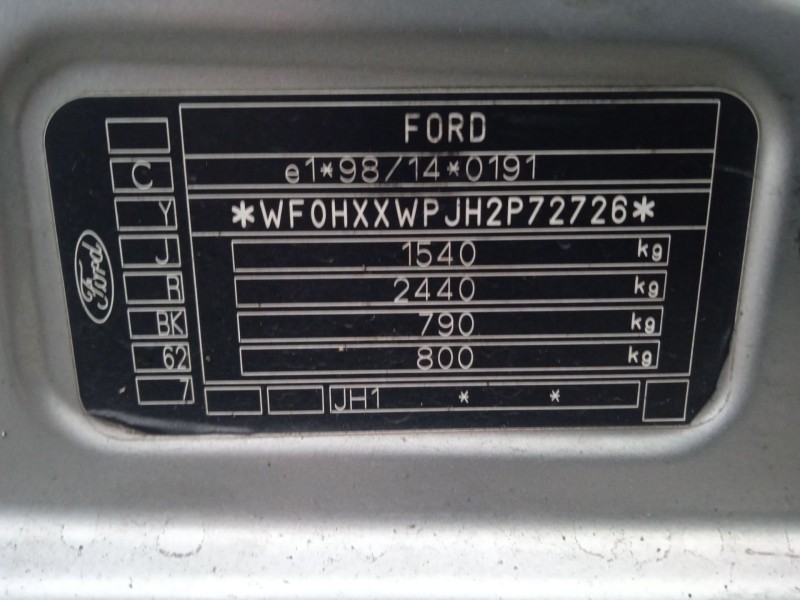 FORD
e1*98/14*0191
*WF0HXXWPJH2P72726*
1540 kg
2440 kg
790 kg
800 kg
JH1 * *
C
Y
J
B
BK
62
7
Ford